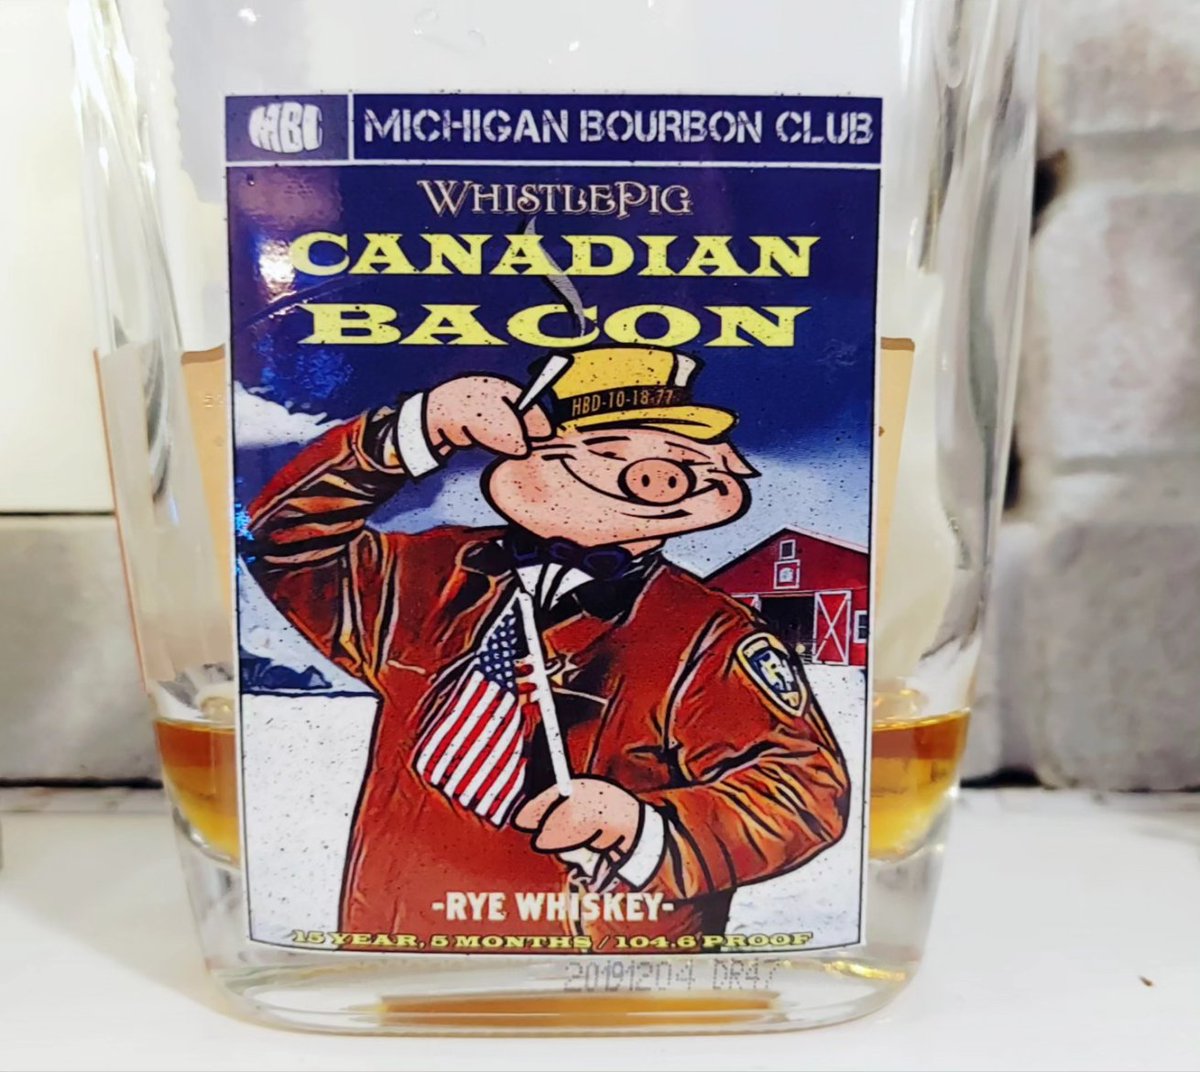 MBC MICHIGAN BOURBON CLUB
WHISTLEPIG
CANADIAN
BACON
HBD-10-18-77
-RYE WHISKEY-
15 YEAR, 5 MONTHS / 104.6 PROOF
20191204 DR47